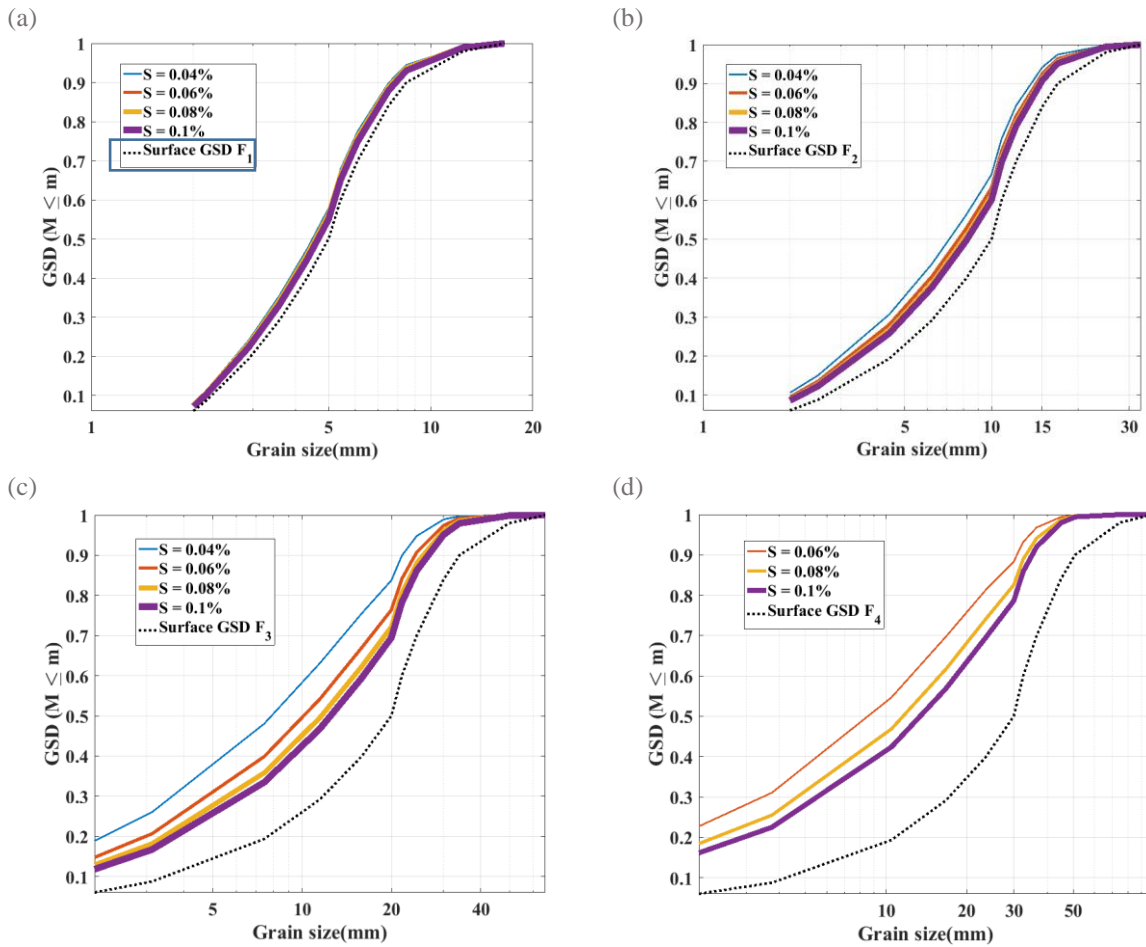 (a)
1
0.9
0.8
0.7
0.6
0.5
0.4
0.3
0.2
0.1
GSD (M ≤ m)
S = 0.04%
S = 0.06%
S = 0.08%
S = 0.1%
Surface GSD F1
1 5 10 20
Grain size(mm)
(b)
1
0.9
0.8
0.7
0.6
0.5
0.4
0.3
0.2
0.1
GSD (M ≤ m)
S = 0.04%
S = 0.06%
S = 0.08%
S = 0.1%
Surface GSD F2
1 5 10 15 30
Grain size(mm)
(c)
1
0.9
0.8
0.7
0.6
0.5
0.4
0.3
0.2
0.1
GSD (M ≤ m)
S = 0.04%
S = 0.06%
S = 0.08%
S = 0.1%
Surface GSD F3
5 10 20 40
Grain size(mm)
(d)
1
0.9
0.8
0.7
0.6
0.5
0.4
0.3
0.2
0.1
GSD (M ≤ m)
S = 0.06%
S = 0.08%
S = 0.1%
Surface GSD F4
10 20 30 50
Grain size(mm)